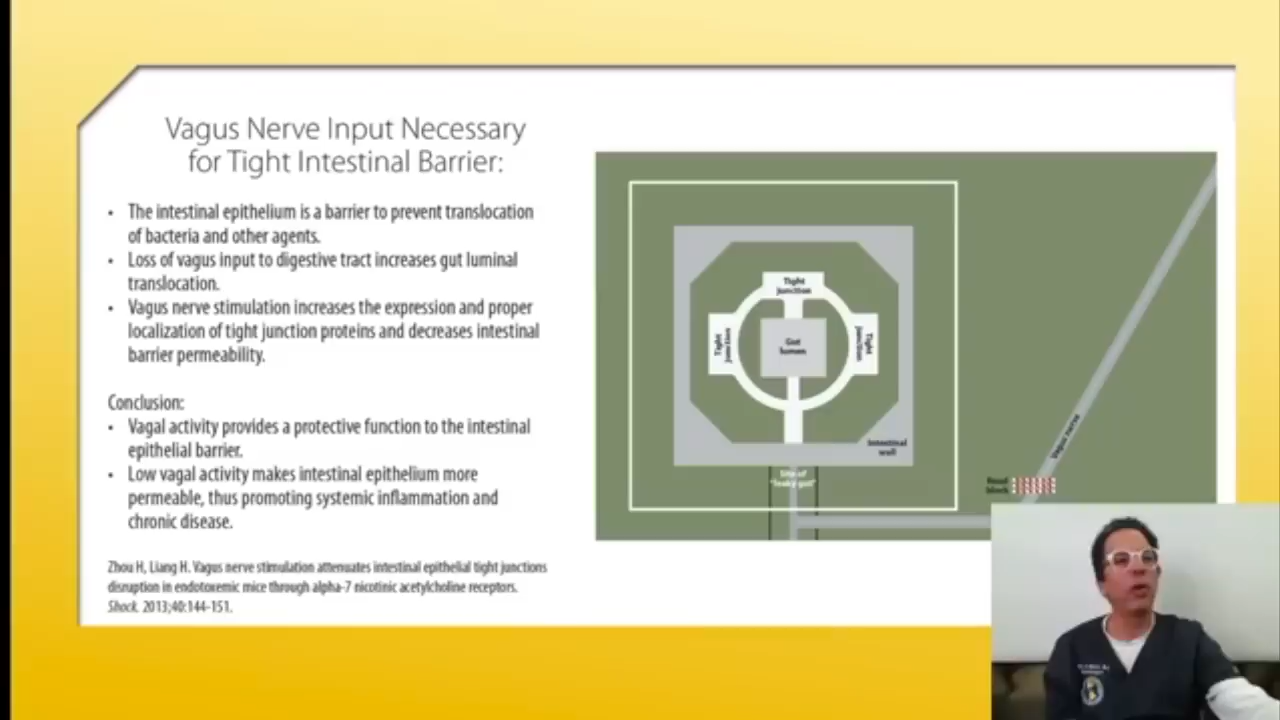 Vagus Nerve Input Necessary
for Tight Intestinal Barrier:
• The intestinal epithelium is a barrier to prevent translocation
of bacteria and other agents.
• Loss of vagus input to digestive tract increases gut luminal
translocation.
• Vagus nerve stimulation increases the expression and proper
localization of tight junction proteins and decreases intestinal
barrier permeability.
Conclusion:
• Vagal activity provides a protective function to the intestinal
epithelial barrier.
• Low vagal activity makes intestinal epithelium more
permeable, thus promoting systemic inflammation and
chronic disease.
Zhou H, Liang H. Vagus nerve stimulation attenuates intestinal epithelial tight junctions
disruption in endotoxemic mice through alpha-7 nicotinic acetylcholine receptors.
Shock. 2013;40:144-151.
Tight
junction
Tight
junction
Gut
lumen
Tight
junction
Intestinal
wall
Site of
"leaky gut"
Vagus nerve
Road
block